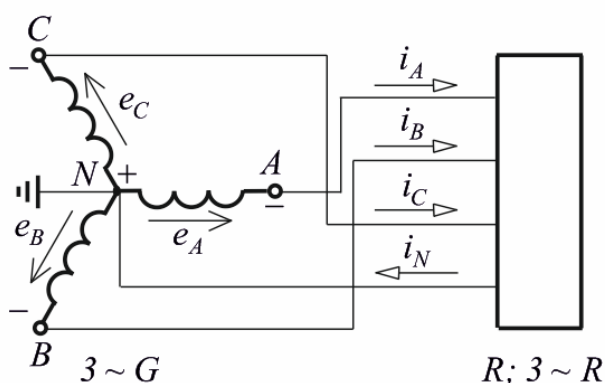 C
−
e_C
i_A
i_B
N
+
A
−
i_C
e_B
e_A
i_N
−
B
3 ~ G
R; 3 ~ R